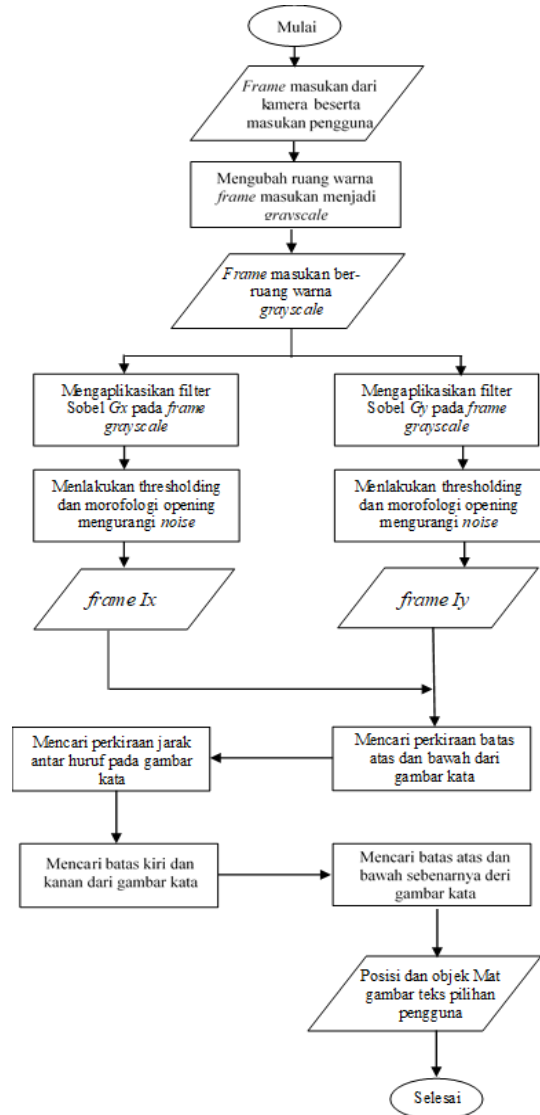 Mulai
Frame masukan dari
kamera beserta
masukan pengguna
Mengubah ruang warna
frame masukan menjadi
grayscale
Frame masukan ber-
ruang warna
grayscale
Mengaplikasikan filter
Sobel Gx pada frame
grayscale
Mengaplikasikan filter
Sobel Gy pada frame
grayscale
Menlakukan thresholding
dan morofologi opening
mengurangi noise
Menlakukan thresholding
dan morofologi opening
mengurangi noise
frame Ix
frame Iy
Mencari perkiraan jarak
antar huruf pada gambar
kata
Mencari perkiraan batas
atas dan bawah dari
gambar kata
Mencari batas kiri dan
kanan dari gambar kata
Mencari batas atas dan
bawah sebenarnya deri
gambar kata
Posisi dan objek Mat
gambar teks pilihan
pengguna
Selesai